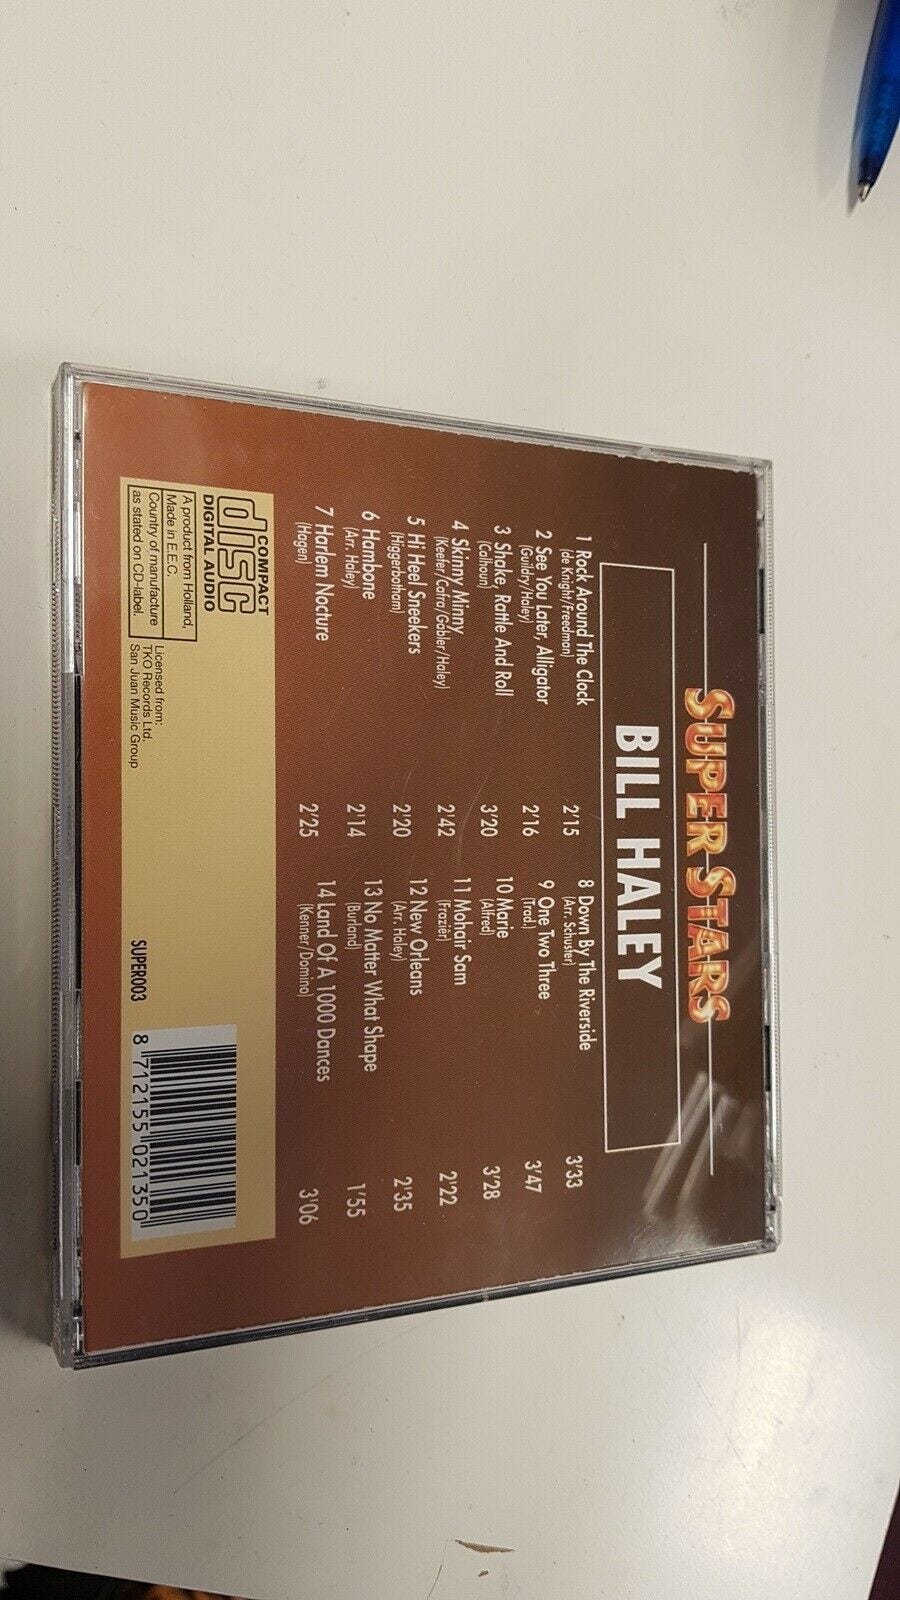 SUPER STARS
BILL HALEY
1 Rock Around The Clock 2'15
(de Knight/Freedman)
2 See You Later, Alligator 2'16
(Guildry/Haley)
3 Shake, Rattle And Roll 3'20
(Calhoun)
4 Skinny Minny 2'42
(Keefer/Cafra/Gabler/Haley)
5 Hi Heel Sneekers 2'20
(Higgerbotham)
6 Hambone 2'14
(Arr. Haley)
7 Harlem Nocture 2'25
(Hagen)
8 Down By The Riverside 3'33
(Arr. Schuster)
9 One Two Three 3'47
(Trad.)
10 Marie 3'28
(Alfred)
11 Mohair Sam 2'22
(Frazier)
12 New Orleans 2'35
(Arr. Haley)
13 No Matter What Shape 1'55
(Burland)
14 Land Of A 1000 Dances 3'06
(Kenner/Domino)
COMPACT
disc
DIGITAL AUDIO
A product from Holland,
Made in E.E.C.
Country of manufacture
as stated on CD-label.
Licensed from:
TKO Records Ltd.
San Juan Music Group
SUPER003
8 712155 021350